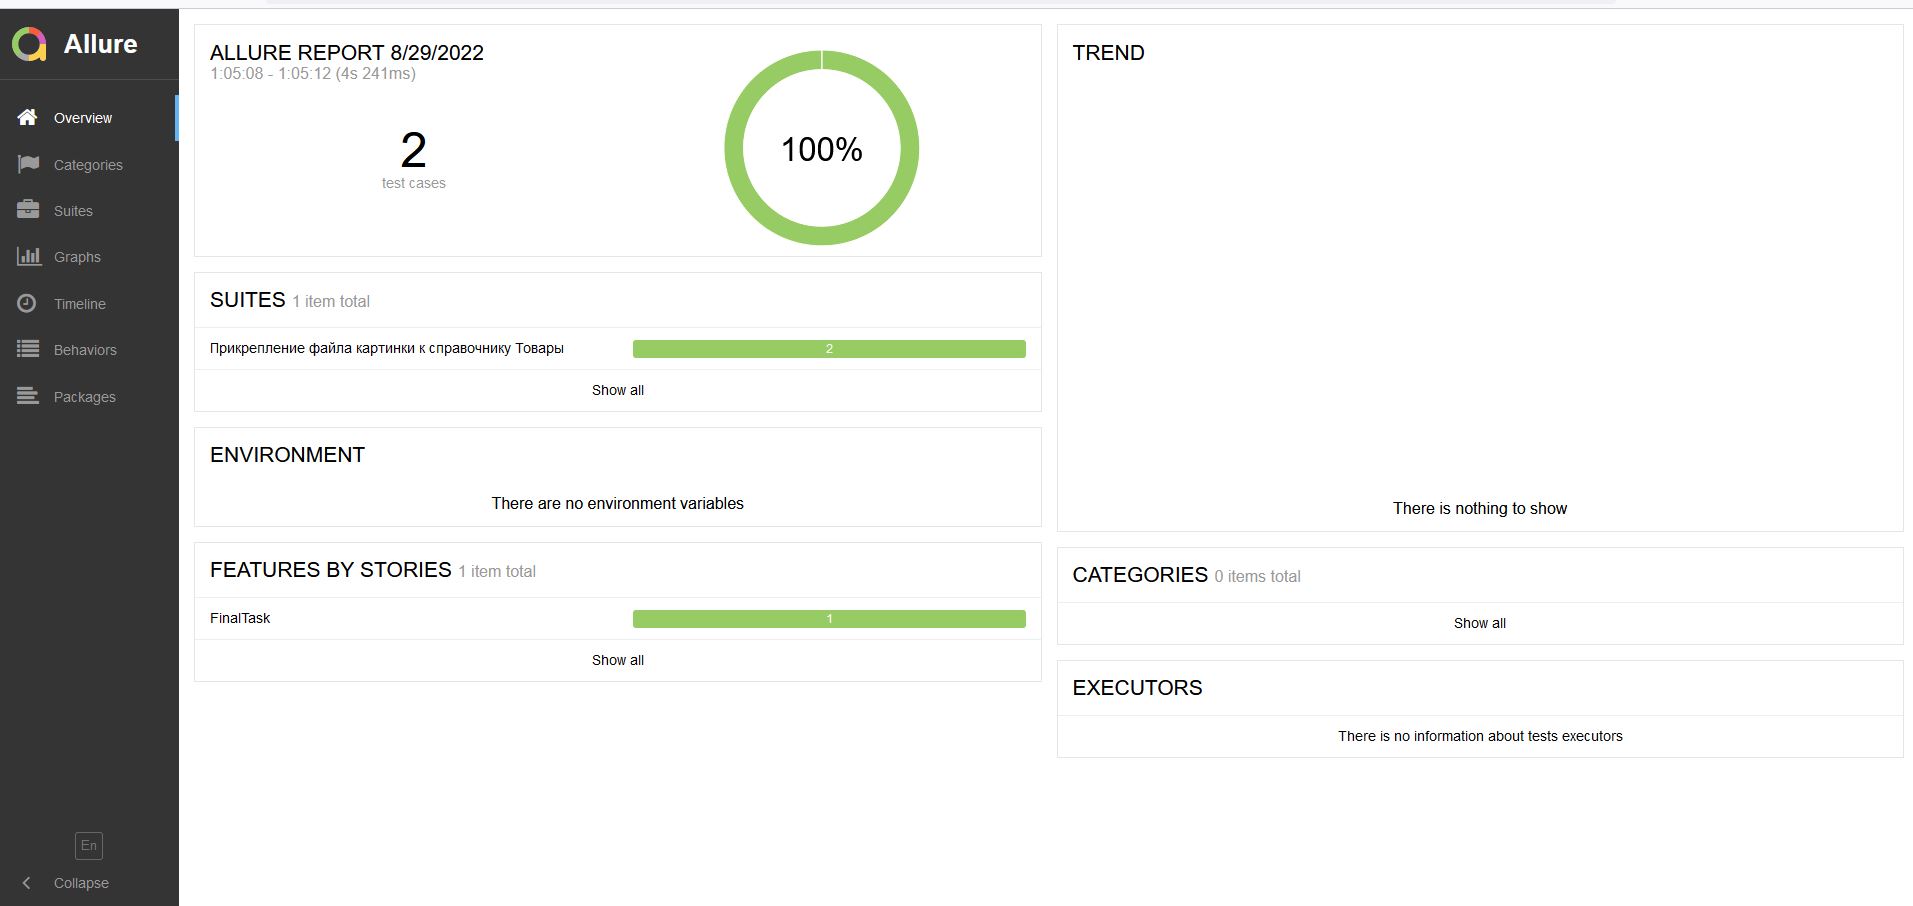 Allure
Overview
Categories
Suites
Graphs
Timeline
Behaviors
Packages
En
Collapse
ALLURE REPORT 8/29/2022
1:05:08 - 1:05:12 (4s 241ms)
2
test cases
100%
SUITES 1 item total
Прикрепление файла картинки к справочнику Товары 2
Show all
ENVIRONMENT
There are no environment variables
FEATURES BY STORIES 1 item total
FinalTask 1
Show all
TREND
There is nothing to show
CATEGORIES 0 items total
Show all
EXECUTORS
There is no information about tests executors